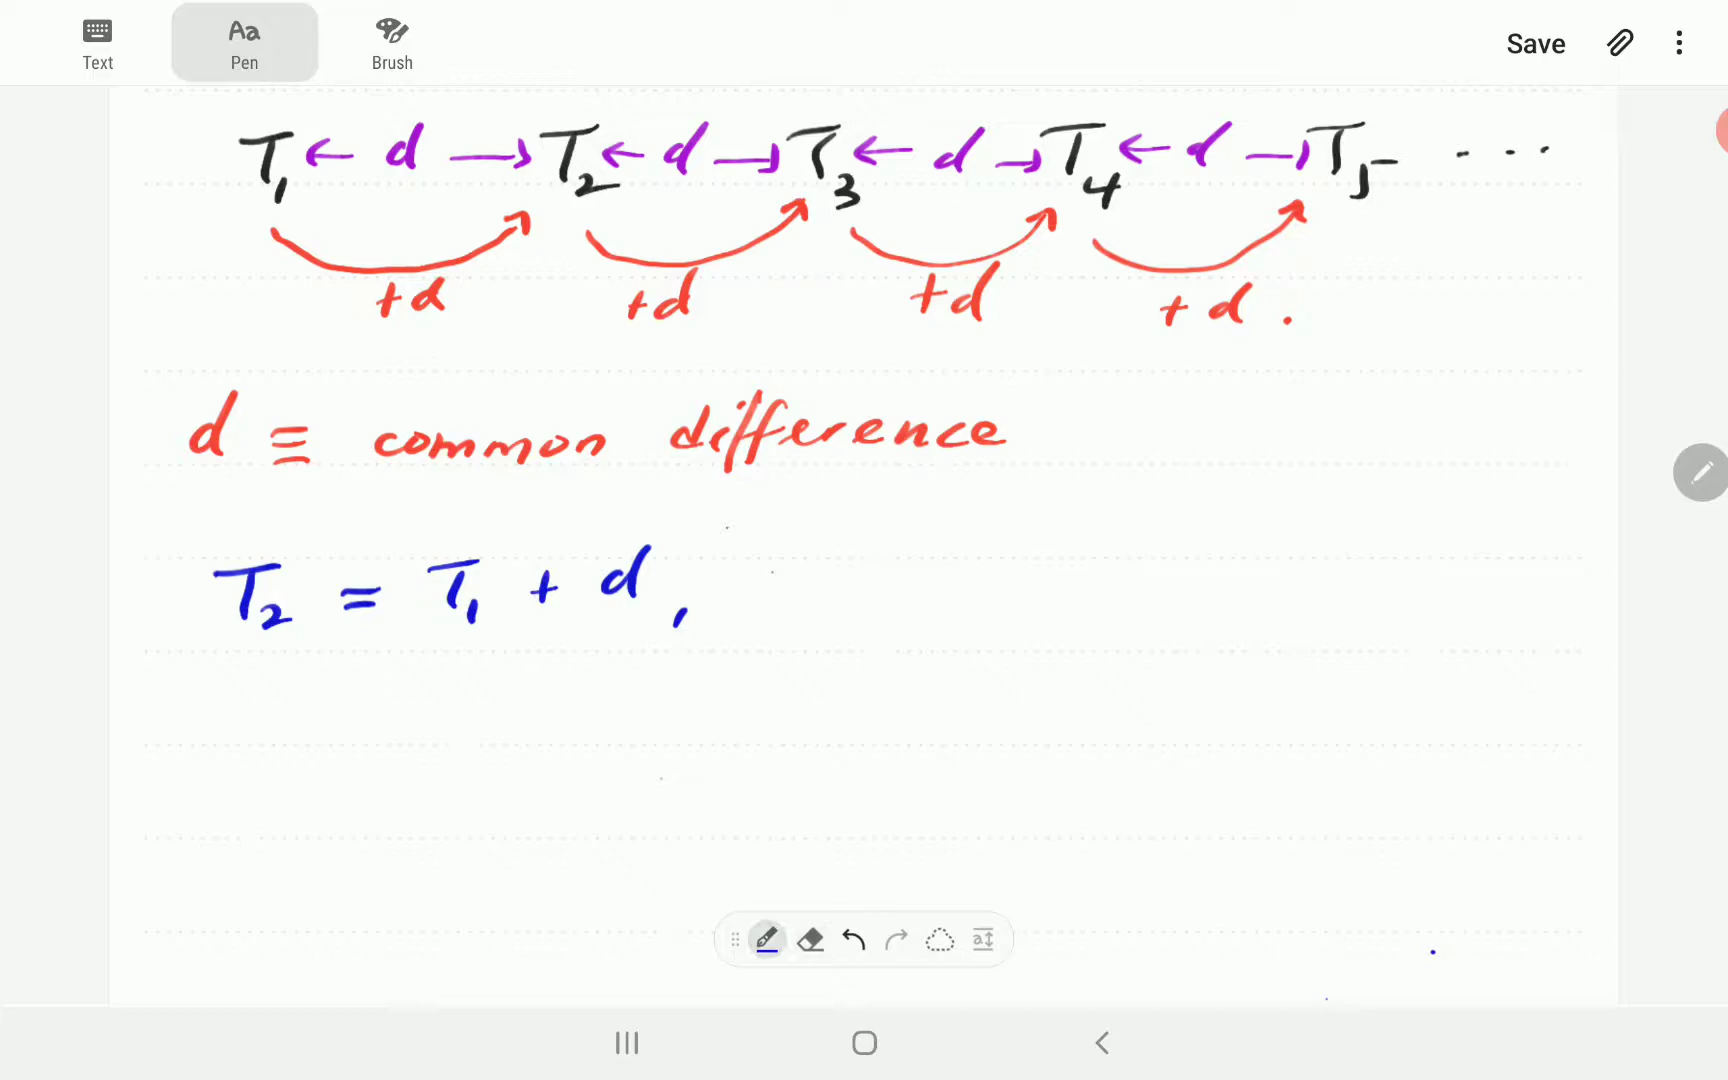 Text Pen Brush Save
T₁ ← d → T₂ ← d → T₃ ← d → T₄ ← d → T₅ - ...
+d +d +d +d .
d ≡ common difference
T₂ = T₁ + d ,